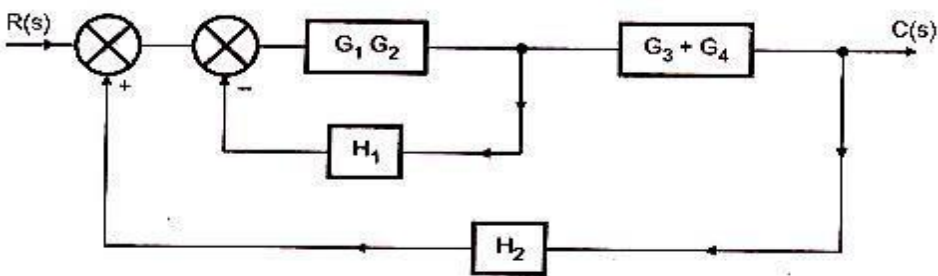 R(s)
G₁ G₂
G₃ + G₄
C(s)
+
−
H₁
H₂